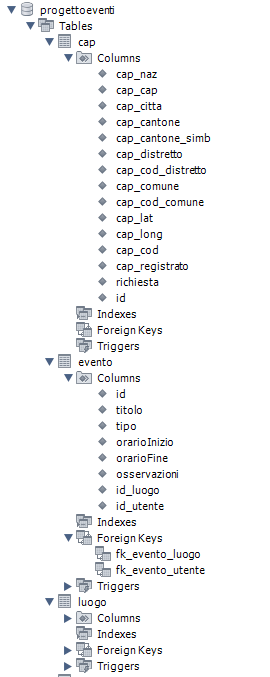 progettoeventi
Tables
cap
Columns
cap_naz
cap_cap
cap_citta
cap_cantone
cap_cantone_simb
cap_distretto
cap_cod_distretto
cap_comune
cap_cod_comune
cap_lat
cap_long
cap_cod
cap_registrato
richiesta
id
Indexes
Foreign Keys
Triggers
evento
Columns
id
titolo
tipo
orarioInizio
orarioFine
osservazioni
id_luogo
id_utente
Indexes
Foreign Keys
fk_evento_luogo
fk_evento_utente
Triggers
luogo
Columns
Indexes
Foreign Keys
Triggers